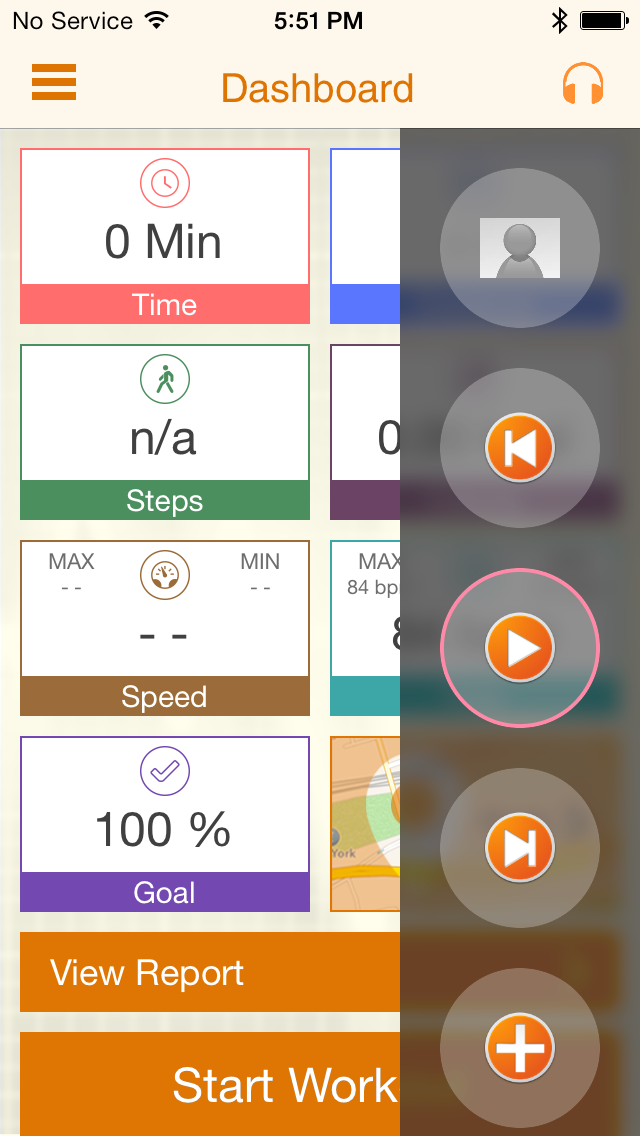 No Service
5:51 PM
Dashboard
0 Min
Time
n/a
Steps
0
MAX
- -
MIN
- -
- -
Speed
MAX
84 bp
100 %
Goal
York
View Report
Start Work